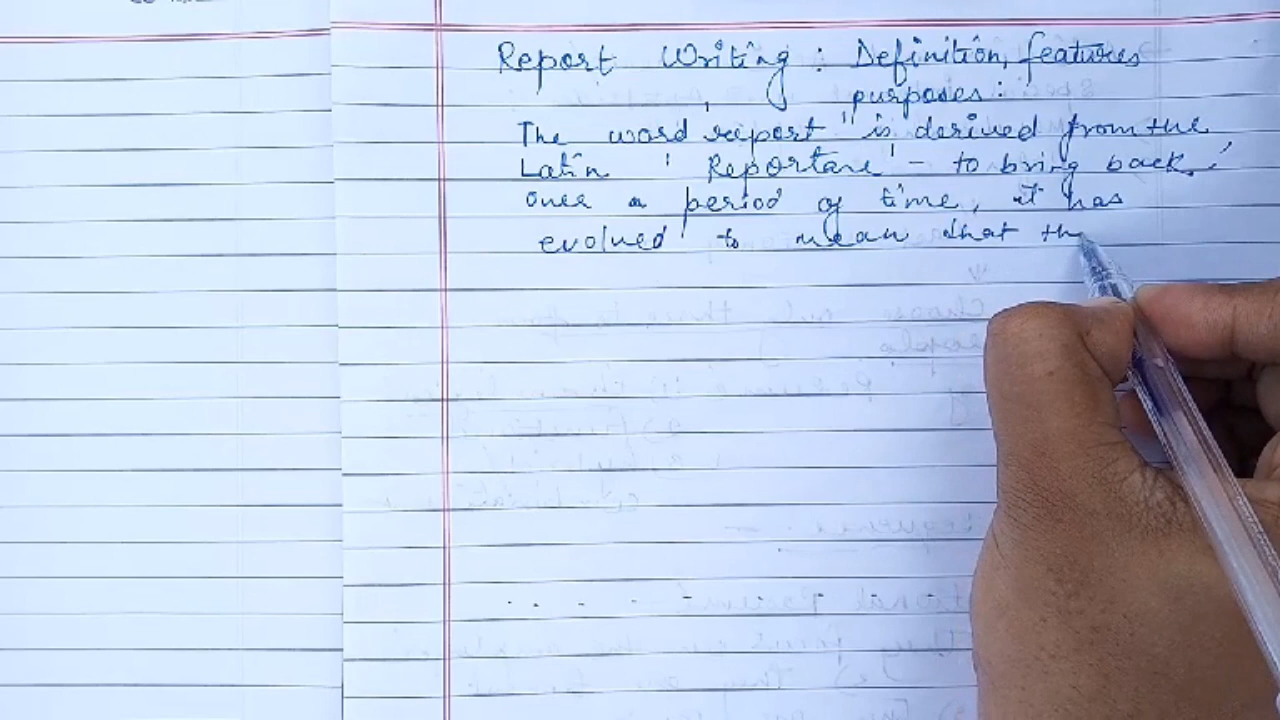 Report Writing : Definition, features
purposes:
The word report" is derived from the
Latin 'Reportare' - to bring back.'
Over a period of time, it has
evolved to mean that th